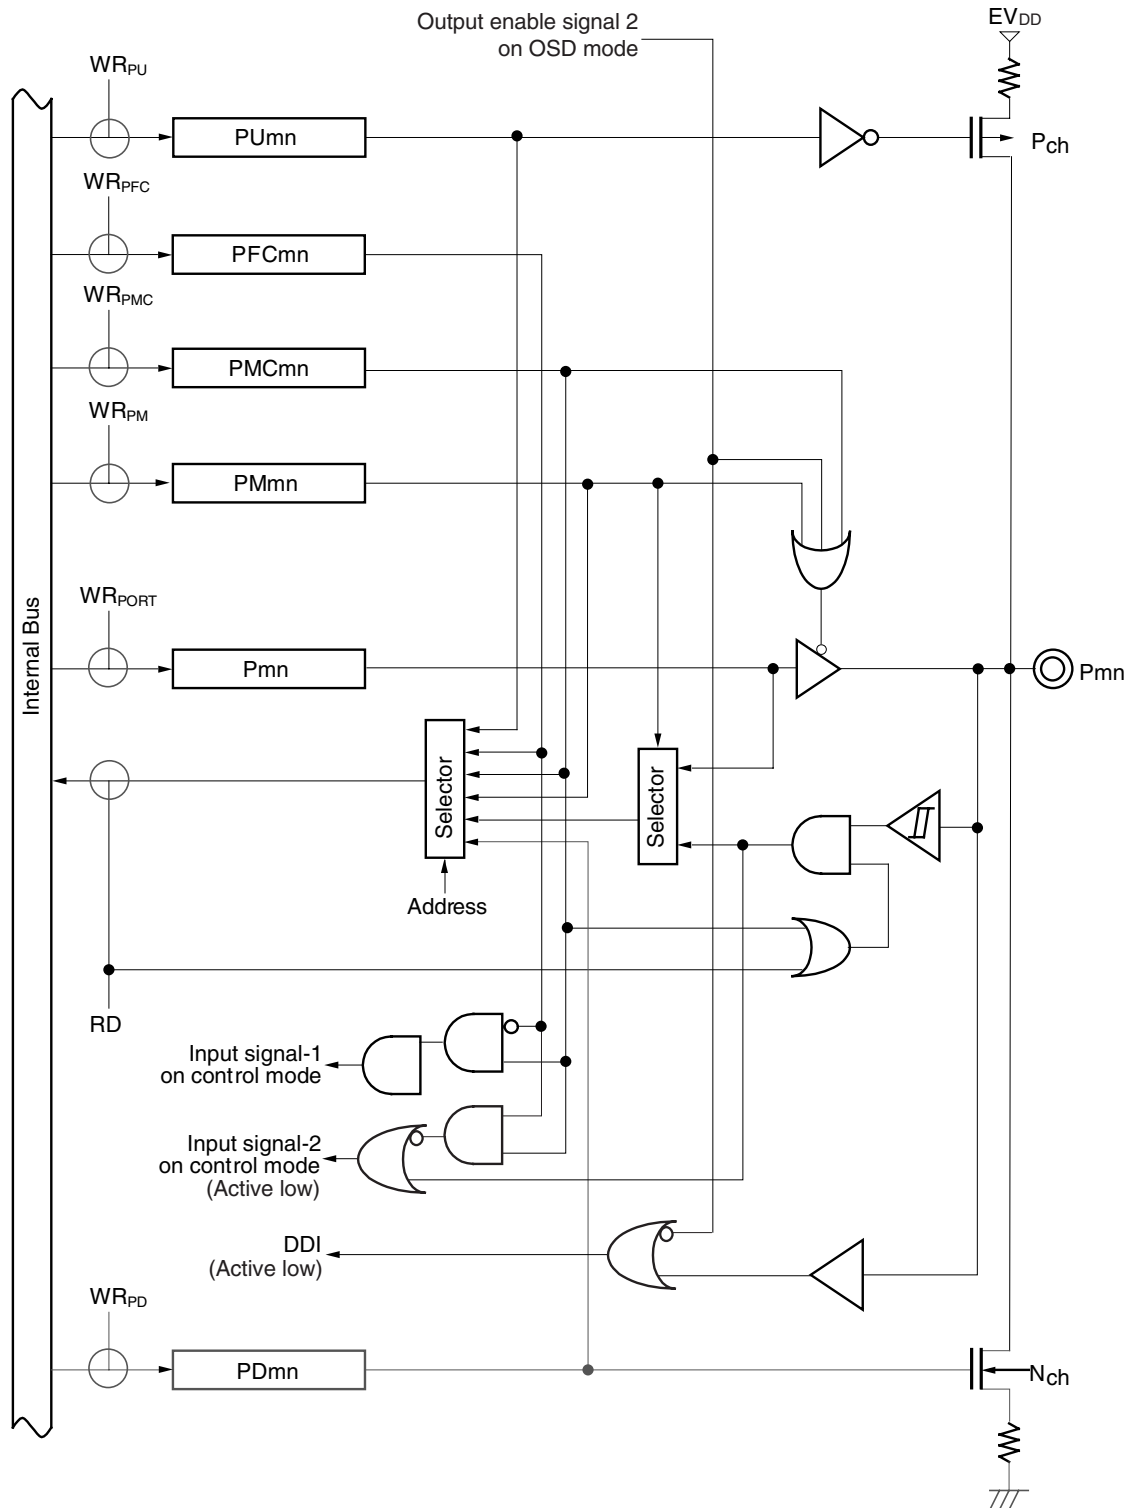 Output enable signal 2
on OSD mode
EVDD
WRPU
PUmn
Pch
WRPFC
PFCmn
WRPMC
PMCmn
WRPM
PMmn
WRPORT
Internal Bus
Pmn
Pmn
Selector
Selector
Address
RD
Input signal-1
on control mode
Input signal-2
on control mode
(Active low)
DDI
(Active low)
WRPD
PDmn
Nch